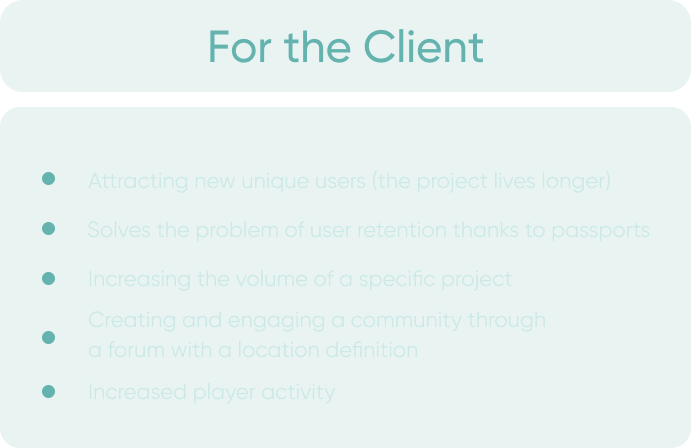 For the Client
Attracting new unique users (the project lives longer)
Solves the problem of user retention thanks to passports
Increasing the volume of a specific project
Creating and engaging a community through
a forum with a location definition
Increased player activity